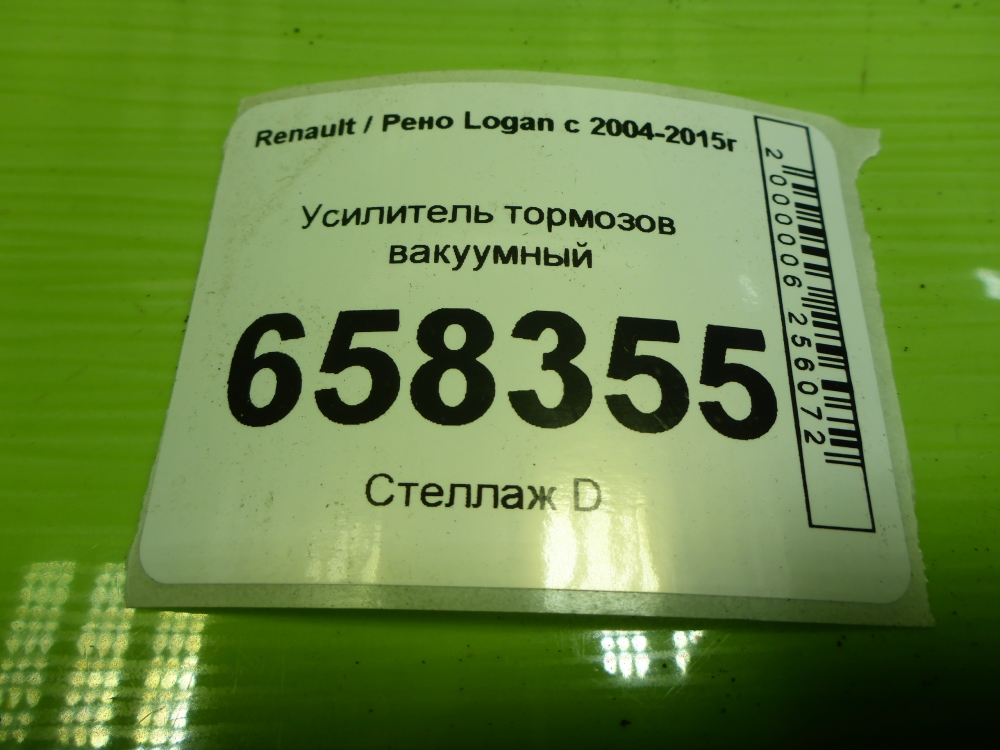 Renault / Рено Logan с 2004-2015г
Усилитель тормозов
вакуумный
658355
Стеллаж D
2000006256072